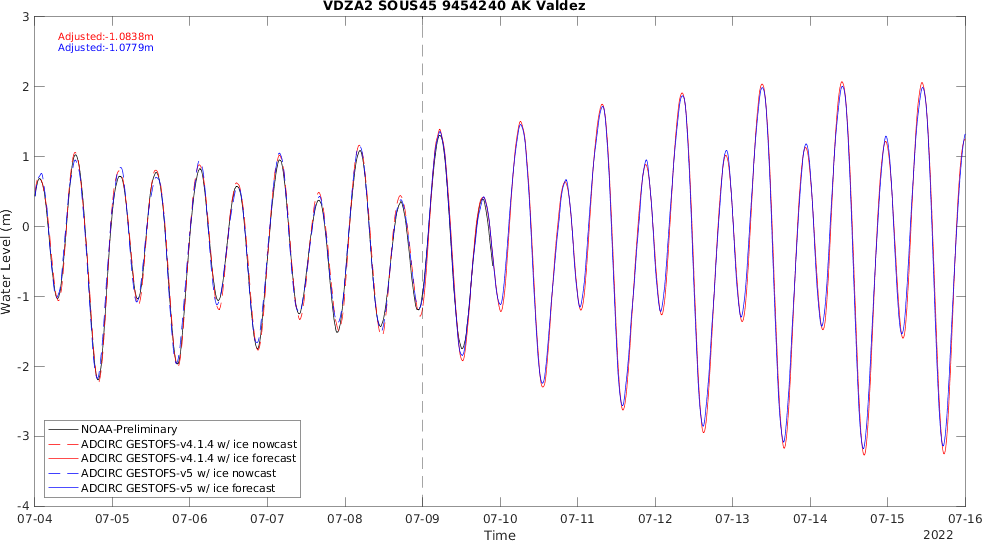 VDZA2 SOUS45 9454240 AK Valdez
Adjusted:-1.0838m
Adjusted:-1.0779m
3
2
1
0
-1
-2
-3
-4
Water Level (m)
NOAA-Preliminary
ADCIRC GESTOFS-v4.1.4 w/ ice nowcast
ADCIRC GESTOFS-v4.1.4 w/ ice forecast
ADCIRC GESTOFS-v5 w/ ice nowcast
ADCIRC GESTOFS-v5 w/ ice forecast
07-04 07-05 07-06 07-07 07-08 07-09 07-10 07-11 07-12 07-13 07-14 07-15 07-16
Time
2022